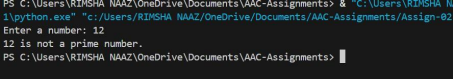 PS C:\Users\RIMSHA NAAZ\OneDrive\Documents\AAC-Assignments> & "C:\Users\RIMSHA N
1\python.exe" "c:/Users/RIMSHA NAAZ/OneDrive/Documents/AAC-Assignments/Assign-02
Enter a number: 12
12 is not a prime number.
PS C:\Users\RIMSHA NAAZ\OneDrive\Documents\AAC-Assignments>